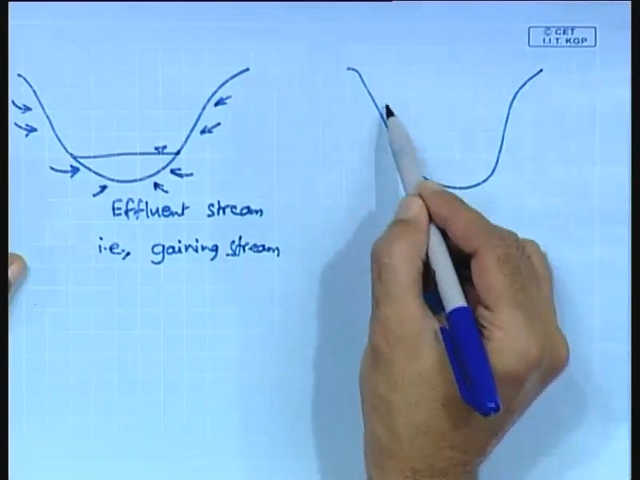 © CET
I.I.T. KGP
Effluent stream
i.e., gaining stream